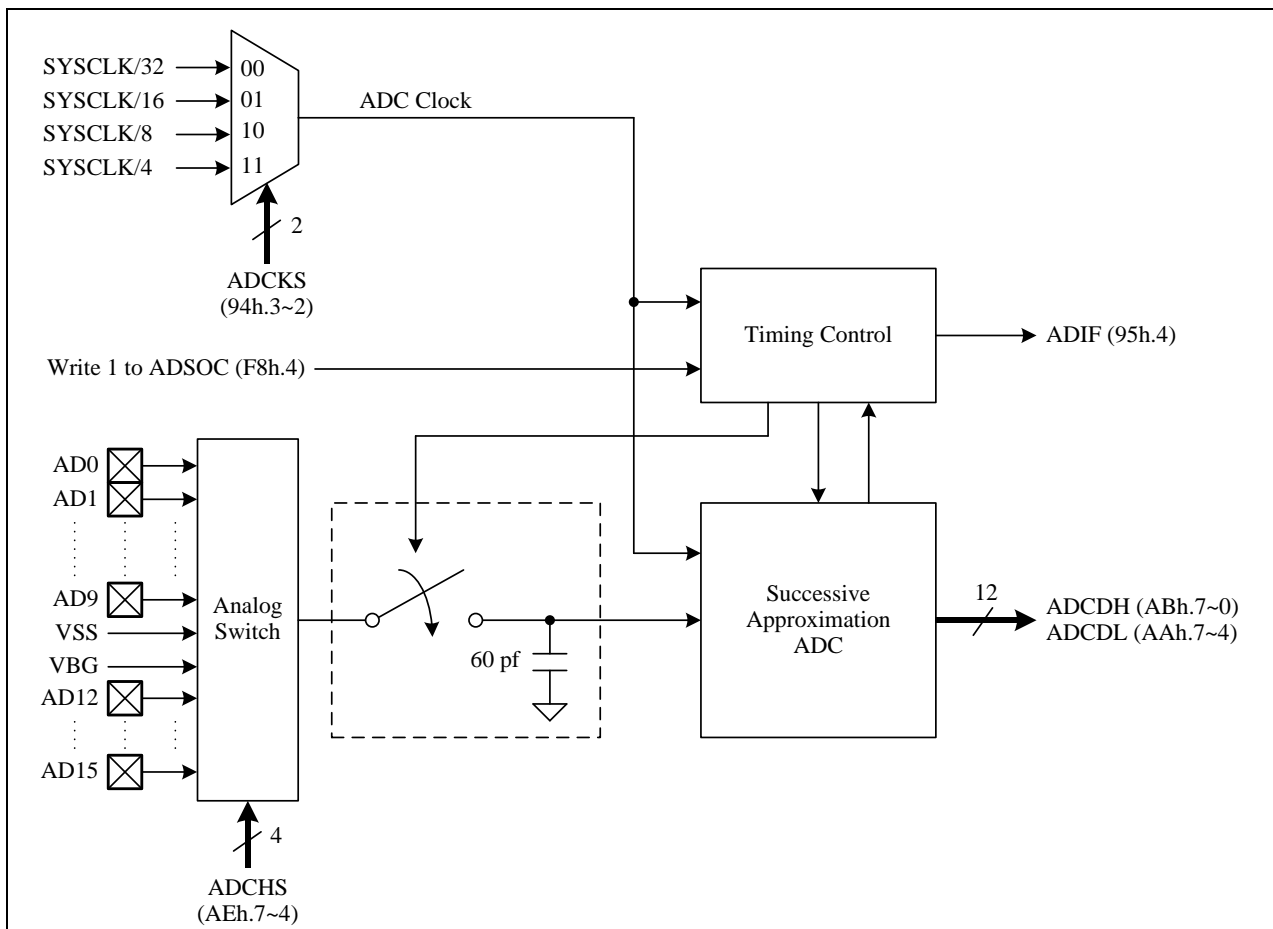 SYSCLK/32
00
SYSCLK/16
01
ADC Clock
SYSCLK/8
10
SYSCLK/4
11
2
ADCKS
(94h.3~2)
Timing Control
ADIF (95h.4)
Write 1 to ADSOC (F8h.4)
AD0
AD1
AD9
VSS
VBG
AD12
AD15
Analog
Switch
60 pf
Successive
Approximation
ADC
12
ADCDH (ABh.7~0)
ADCDL (AAh.7~4)
4
ADCHS
(AEh.7~4)